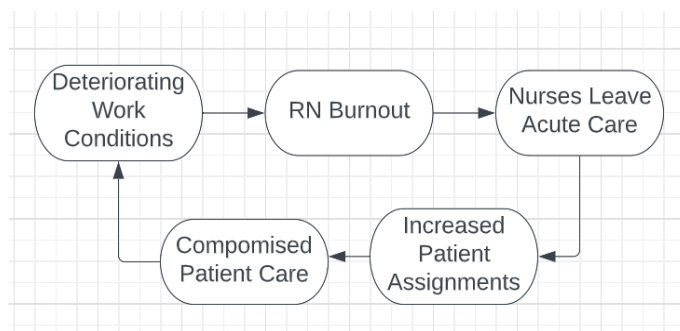 Deteriorating
Work
Conditions
RN Burnout
Nurses Leave
Acute Care
Increased
Patient
Assignments
Compomised
Patient Care